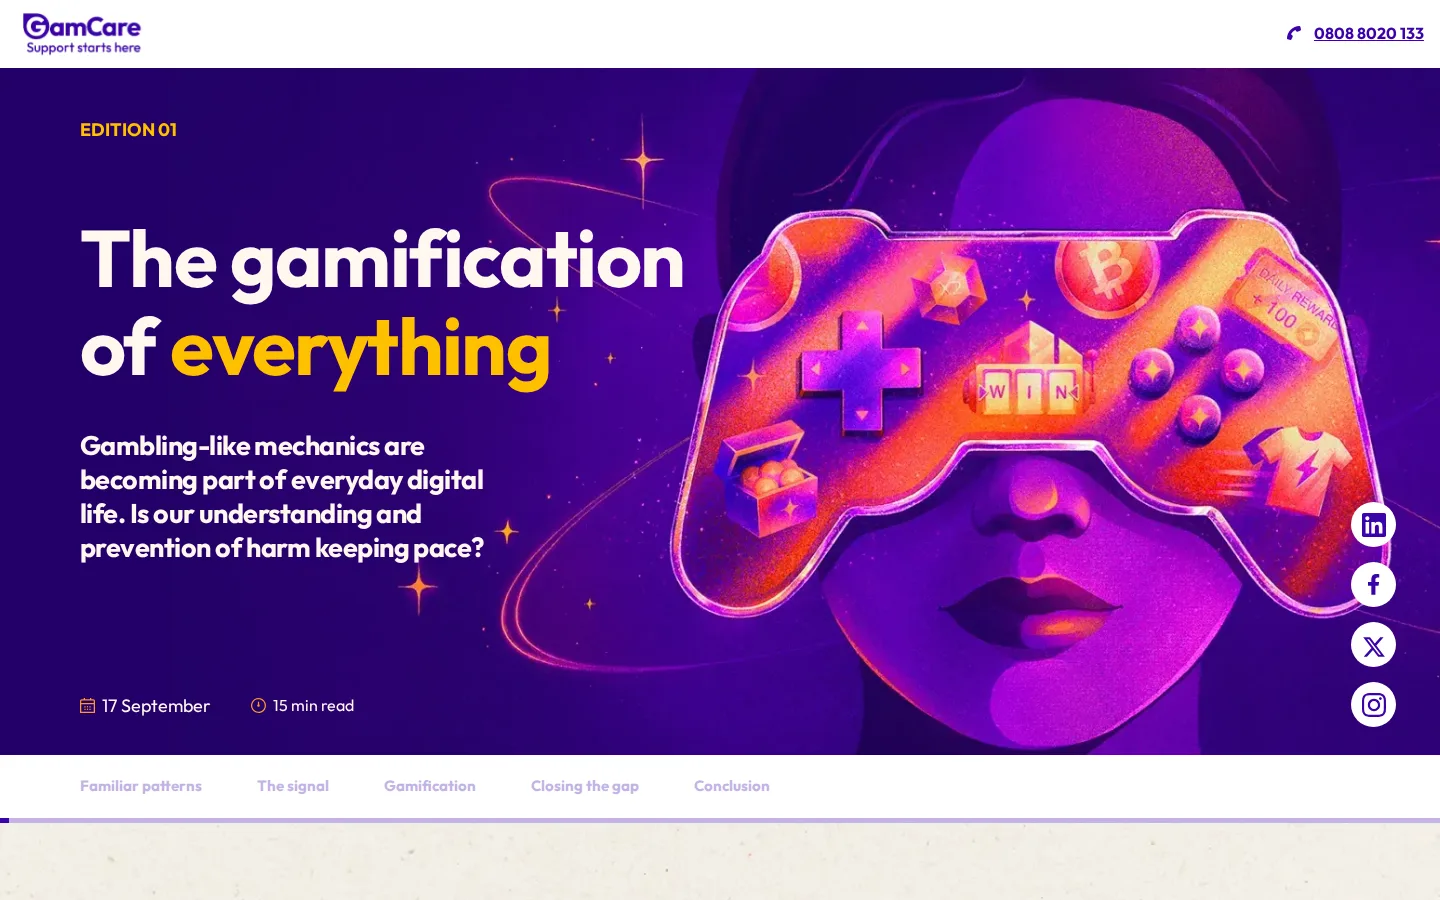 GamCare
Support starts here
0808 8020 133
EDITION 01
The gamification
of everything
Gambling-like mechanics are
becoming part of everyday digital
life. Is our understanding and
prevention of harm keeping pace?
DAILY REWARD
+ 100
W I N
17 September
15 min read
Familiar patterns
The signal
Gamification
Closing the gap
Conclusion